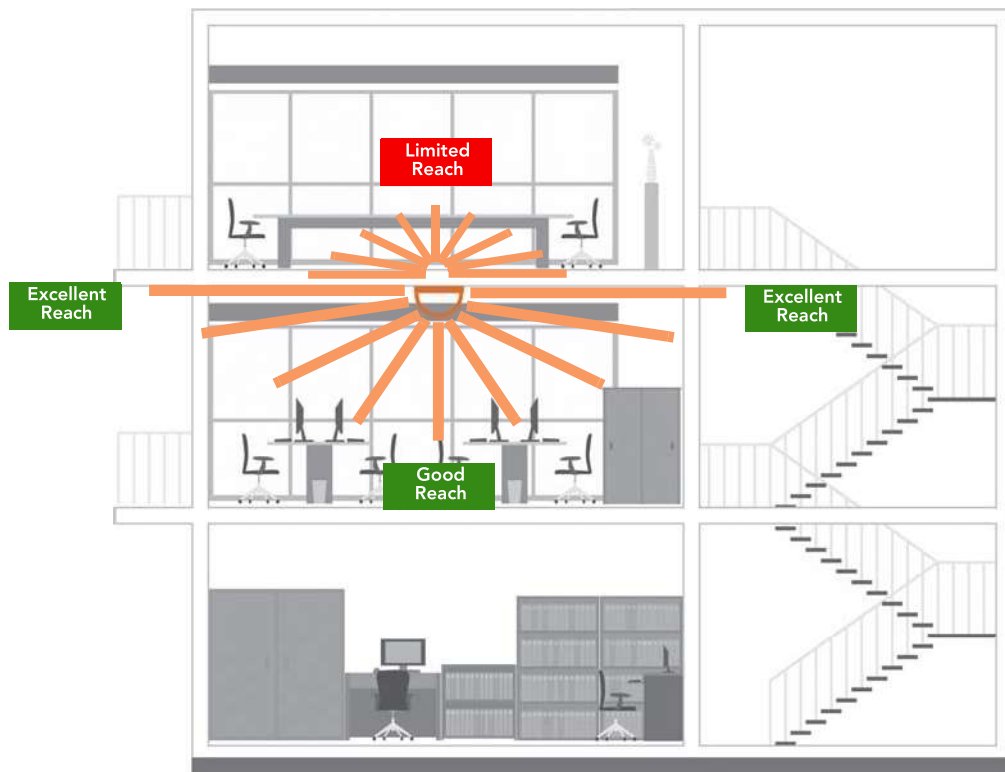 Limited
Reach
Excellent
Reach
Excellent
Reach
Good
Reach